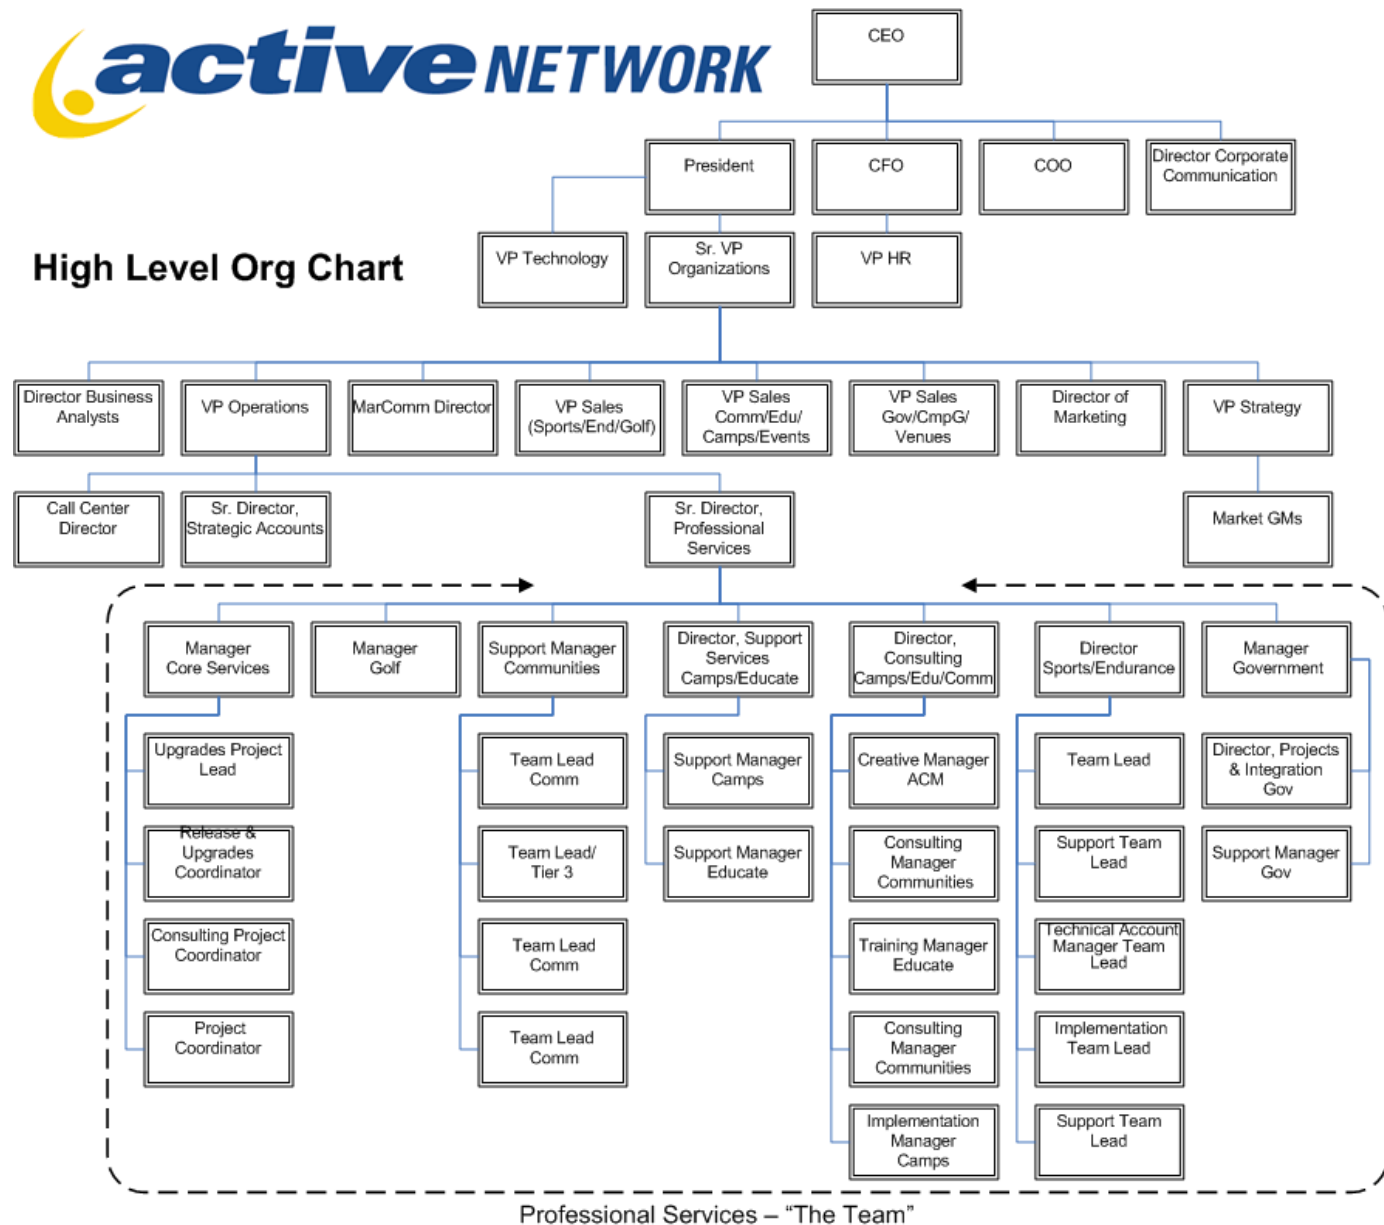 active NETWORK
CEO
President
CFO
COO
Director Corporate
Communication
High Level Org Chart
VP Technology
Sr. VP
Organizations
VP HR
Director Business
Analysts
VP Operations
MarComm Director
VP Sales
(Sports/End/Golf)
VP Sales
Comm/Edu/
Camps/Events
VP Sales
Gov/CmpG/
Venues
Director of
Marketing
VP Strategy
Call Center
Director
Sr. Director,
Strategic Accounts
Sr. Director,
Professional
Services
Market GMs
Manager
Core Services
Manager
Golf
Support Manager
Communities
Director, Support
Services
Camps/Educate
Director,
Consulting
Camps/Edu/Comm
Director
Sports/Endurance
Manager
Government
Upgrades Project
Lead
Team Lead
Comm
Support Manager
Camps
Creative Manager
ACM
Team Lead
Director, Projects
& Integration
Gov
Release &
Upgrades
Coordinator
Team Lead/
Tier 3
Support Manager
Educate
Consulting
Manager
Communities
Support Team
Lead
Support Manager
Gov
Consulting Project
Coordinator
Team Lead
Comm
Training Manager
Educate
Technical Account
Manager Team
Lead
Project
Coordinator
Team Lead
Comm
Consulting
Manager
Communities
Implementation
Team Lead
Implementation
Manager
Camps
Support Team
Lead
Professional Services – “The Team”